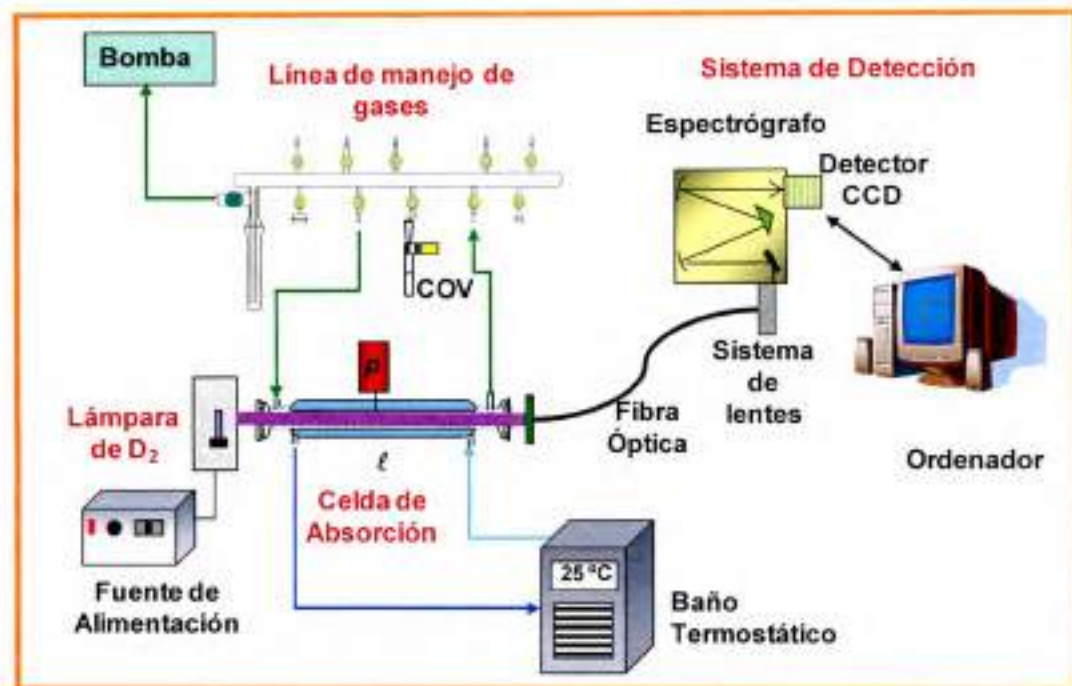 Bomba
Línea de manejo de
gases
Sistema de Detección
Espectrógrafo
Detector
CCD
COV
ρ
Lámpara
de D₂
Sistema
de
lentes
Fibra
Óptica
Ordenador
ℓ
Celda de
Absorción
Fuente de
Alimentación
25 ºC
Baño
Termostático